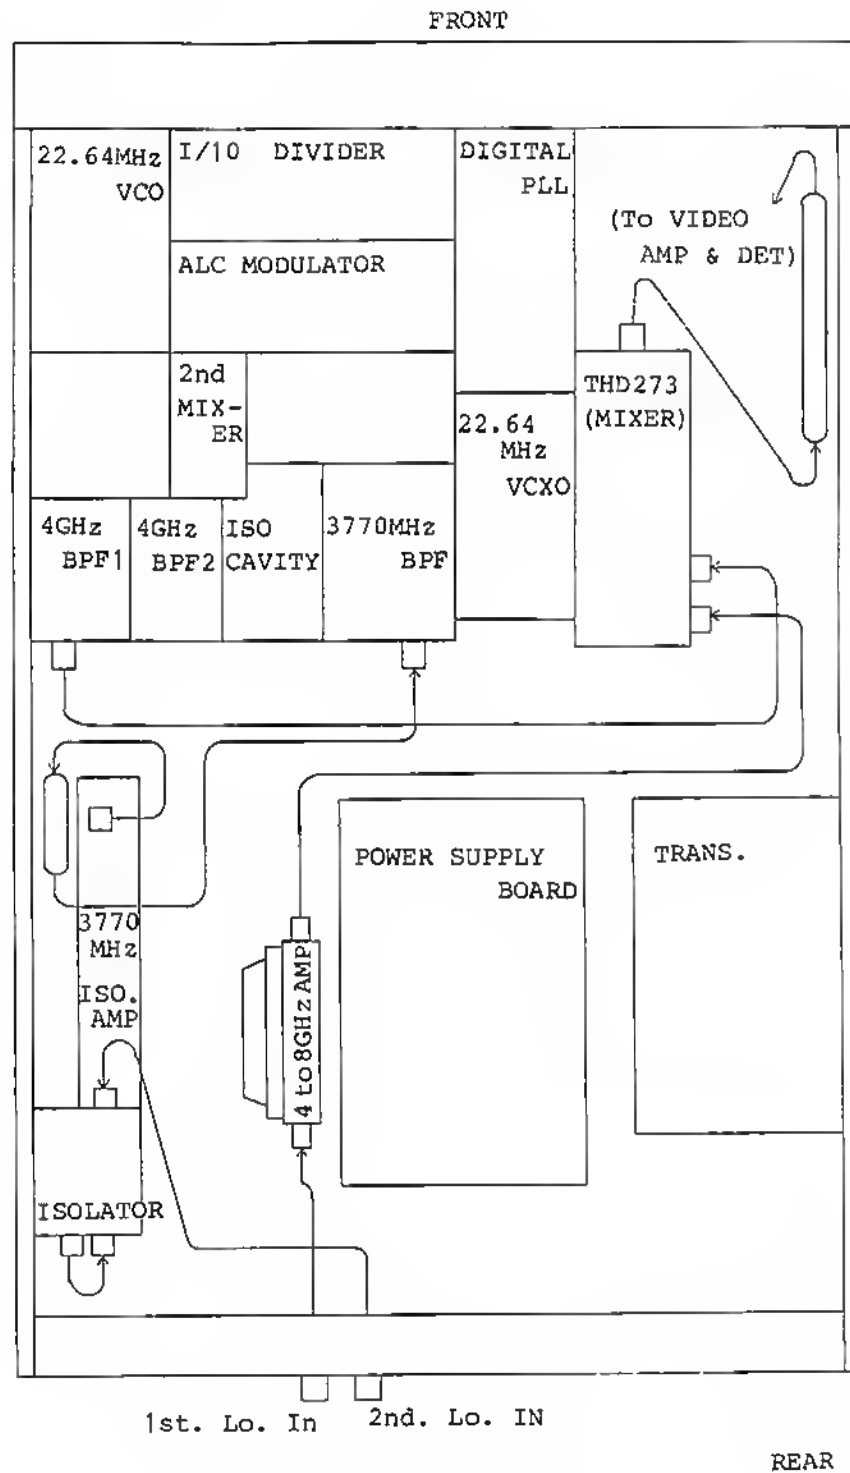 FRONT
22.64MHz
VCO
I/10 DIVIDER
DIGITAL
PLL
(To VIDEO
AMP & DET)
ALC MODULATOR
2nd
MIX-
ER
THD273
(MIXER)
22.64
MHz
VCXO
4GHz
BPF1
4GHz
BPF2
ISO
CAVITY
3770MHz
BPF
POWER SUPPLY
BOARD
TRANS.
3770
MHz
ISO.
AMP
4 to 8GHz AMP
ISOLATOR
1st. Lo. In
2nd. Lo. IN
REAR